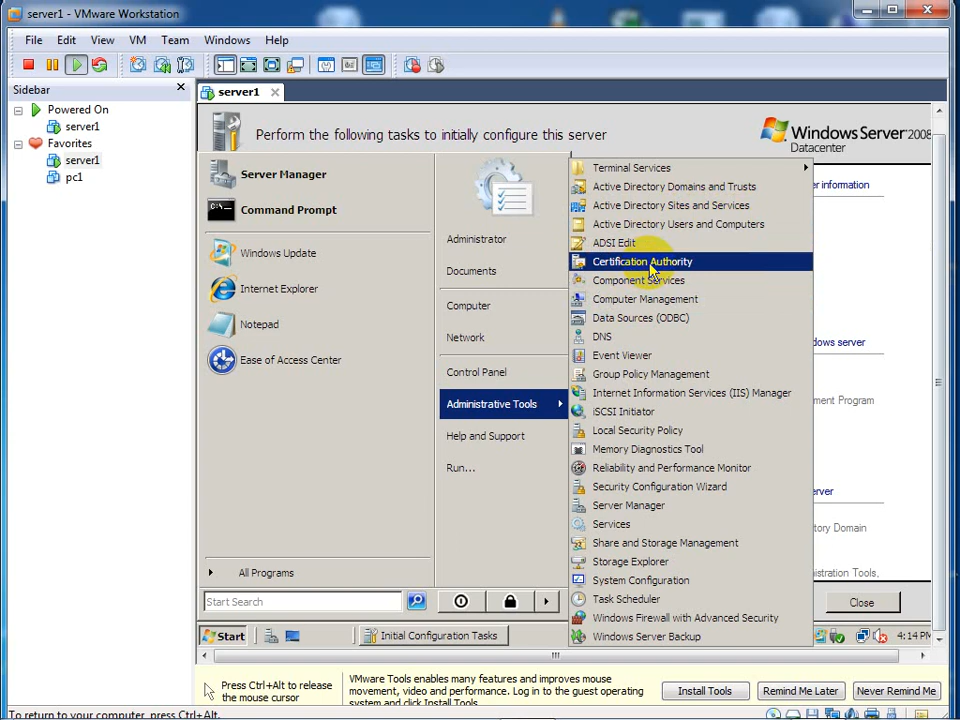 server1 - VMware Workstation
File Edit View VM Team Windows Help
Sidebar
Powered On
server1
Favorites
server1
pc1
server1
Perform the following tasks to initially configure this server
Windows Server 2008
Datacenter
Server Manager
Command Prompt
Windows Update
Internet Explorer
Notepad
Ease of Access Center
All Programs
Start Search
Administrator
Documents
Computer
Network
Control Panel
Administrative Tools
Help and Support
Run...
Terminal Services
Active Directory Domains and Trusts
Active Directory Sites and Services
Active Directory Users and Computers
ADSI Edit
Certification Authority
Component Services
Computer Management
Data Sources (ODBC)
DNS
Event Viewer
Group Policy Management
Internet Information Services (IIS) Manager
iSCSI Initiator
Local Security Policy
Memory Diagnostics Tool
Reliability and Performance Monitor
Security Configuration Wizard
Server Manager
Services
Share and Storage Management
Storage Explorer
System Configuration
Task Scheduler
Windows Firewall with Advanced Security
Windows Server Backup
er information
dows server
ement Program
erver
tory Domain
istration Tools,
Close
Start
Initial Configuration Tasks
4:14 PM
Press Ctrl+Alt to release
the mouse cursor
VMware Tools enables many features and improves mouse
movement, video and performance. Log in to the guest operating
system and click Install Tools.
Install Tools
Remind Me Later
Never Remind Me
To return to your computer, press Ctrl+Alt.